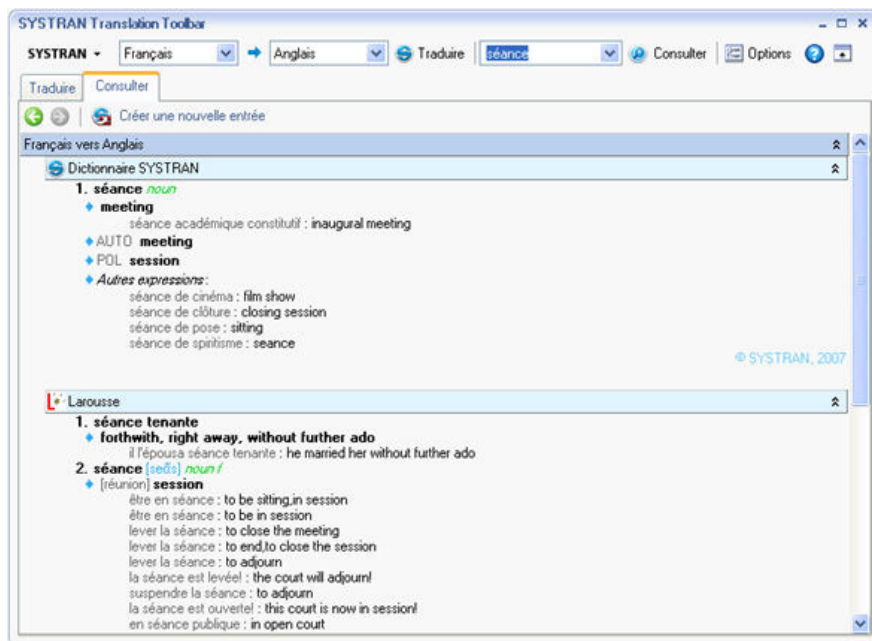 SYSTRAN Translation Toolbar
SYSTRAN Français Anglais Traduire séance Consulter Options
Traduire Consulter
Créer une nouvelle entrée
Français vers Anglais
Dictionnaire SYSTRAN
1. séance noun
meeting
séance académique constitutif : inaugural meeting
AUTO meeting
POL session
Autres expressions :
séance de cinéma : film show
séance de clôture : closing session
séance de pose : sitting
séance de spiritisme : seance
© SYSTRAN, 2007
Larousse
1. séance tenante
forthwith, right away, without further ado
il l'épousa séance tenante : he married her without further ado
2. séance [seɑ̃s] noun f
[réunion] session
être en séance : to be sitting,in session
être en séance : to be in session
lever la séance : to close the meeting
lever la séance : to end,to close the session
lever la séance : to adjourn
la séance est levée! : the court will adjourn!
suspendre la séance : to adjourn
la séance est ouverte! : this court is now in session!
en séance publique : in open court